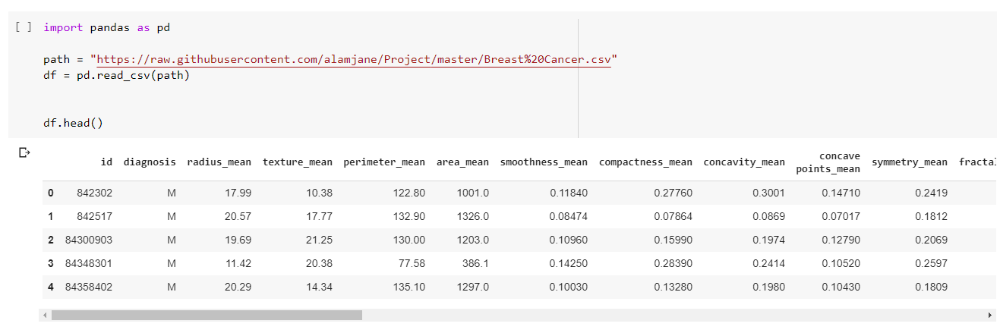 [ ] import pandas as pd
path = "https://raw.githubusercontent.com/alamjane/Project/master/Breast%20Cancer.csv"
df = pd.read_csv(path)
df.head()
id diagnosis radius_mean texture_mean perimeter_mean area_mean smoothness_mean compactness_mean concavity_mean concave points_mean symmetry_mean fractal
0 842302 M 17.99 10.38 122.80 1001.0 0.11840 0.27760 0.3001 0.14710 0.2419
1 842517 M 20.57 17.77 132.90 1326.0 0.08474 0.07864 0.0869 0.07017 0.1812
2 84300903 M 19.69 21.25 130.00 1203.0 0.10960 0.15990 0.1974 0.12790 0.2069
3 84348301 M 11.42 20.38 77.58 386.1 0.14250 0.28390 0.2414 0.10520 0.2597
4 84358402 M 20.29 14.34 135.10 1297.0 0.10030 0.13280 0.1980 0.10430 0.1809